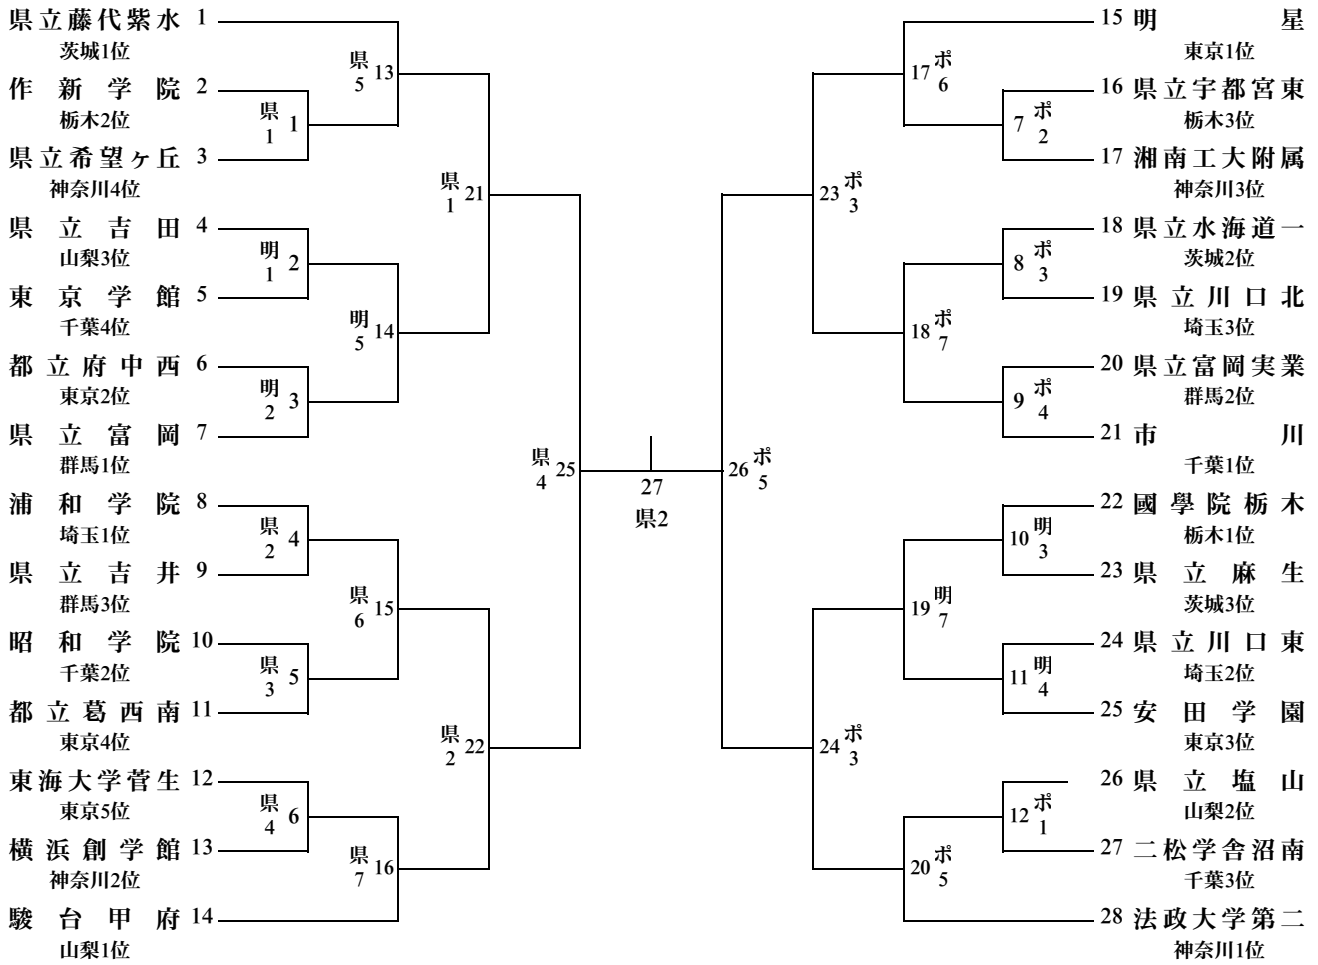 県立藤代紫水 1
茨城1位
作新学院 2
栃木2位
県立希望ヶ丘 3
神奈川4位
県立吉田 4
山梨3位
東京学館 5
千葉4位
都立府中西 6
東京2位
県立富岡 7
群馬1位
浦和学院 8
埼玉1位
県立吉井 9
群馬3位
昭和学院 10
千葉2位
都立葛西南 11
東京4位
東海大学菅生 12
東京5位
横浜創学館 13
神奈川2位
駿台甲府 14
山梨1位
県1 1
明1 2
明2 3
県2 4
県3 5
県4 6
県5 13
明5 14
県6 15
県7 16
県1 21
県2 22
県4 25
27
県2
26 ポ5
23 ポ3
24 ポ3
17 ポ6
18 ポ7
19 明7
20 ポ5
7 ポ2
8 ポ3
9 ポ4
10 明3
11 明4
12 ポ1
15 明星
東京1位
16 県立宇都宮東
栃木3位
17 湘南工大附属
神奈川3位
18 県立水海道一
茨城2位
19 県立川口北
埼玉3位
20 県立富岡実業
群馬2位
21 市川
千葉1位
22 國學院栃木
栃木1位
23 県立麻生
茨城3位
24 県立川口東
埼玉2位
25 安田学園
東京3位
26 県立塩山
山梨2位
27 二松学舎沼南
千葉3位
28 法政大学第二
神奈川1位